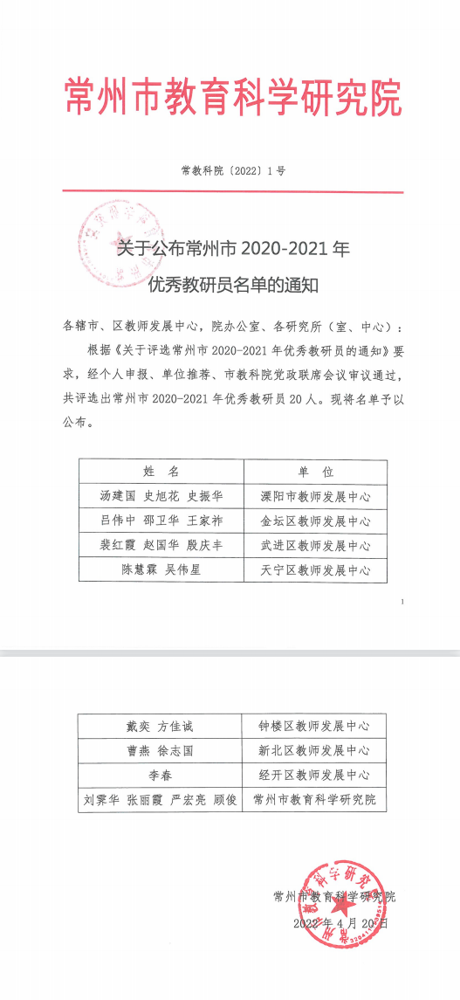 常州市教育科学研究院
常教科院〔2022〕1号
关于公布常州市 2020-2021 年
优秀教研员名单的通知
各辖市、区教师发展中心，院办公室、各研究所（室、中心）：
根据《关于评选常州市 2020-2021 年优秀教研员的通知》要
求，经个人申报、单位推荐、市教科院党政联席会议审议通过，
共评选出常州市 2020-2021 年优秀教研员 20 人。现将名单予以
公布。
姓 名 单 位
汤建国 史旭花 史振华 溧阳市教师发展中心
吕伟中 邵卫华 王家祚 金坛区教师发展中心
裴红霞 赵国华 殷庆丰 武进区教师发展中心
陈慧霖 吴伟星 天宁区教师发展中心
1
戴奕 方佳诚 钟楼区教师发展中心
曹燕 徐志国 新北区教师发展中心
李春 经开区教师发展中心
刘霁华 张丽霞 严宏亮 顾俊 常州市教育科学研究院
常州市教育科学研究院
2022 年 4 月 20 日